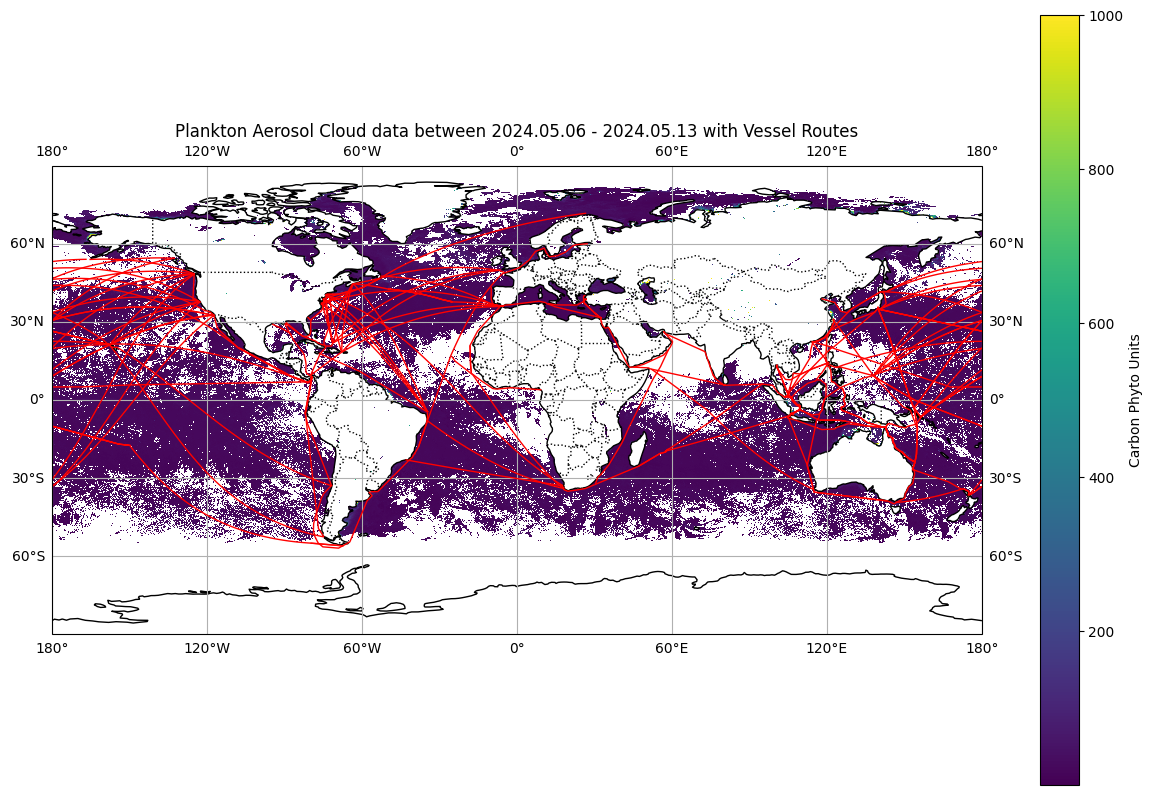 Plankton Aerosol Cloud data between 2024.05.06 - 2024.05.13 with Vessel Routes
180° 120°W 60°W 0° 60°E 120°E 180°
60°N 60°N
30°N 30°N
0° 0°
30°S 30°S
60°S 60°S
180° 120°W 60°W 0° 60°E 120°E 180°
1000
800
600
400
200
Carbon Phyto Units